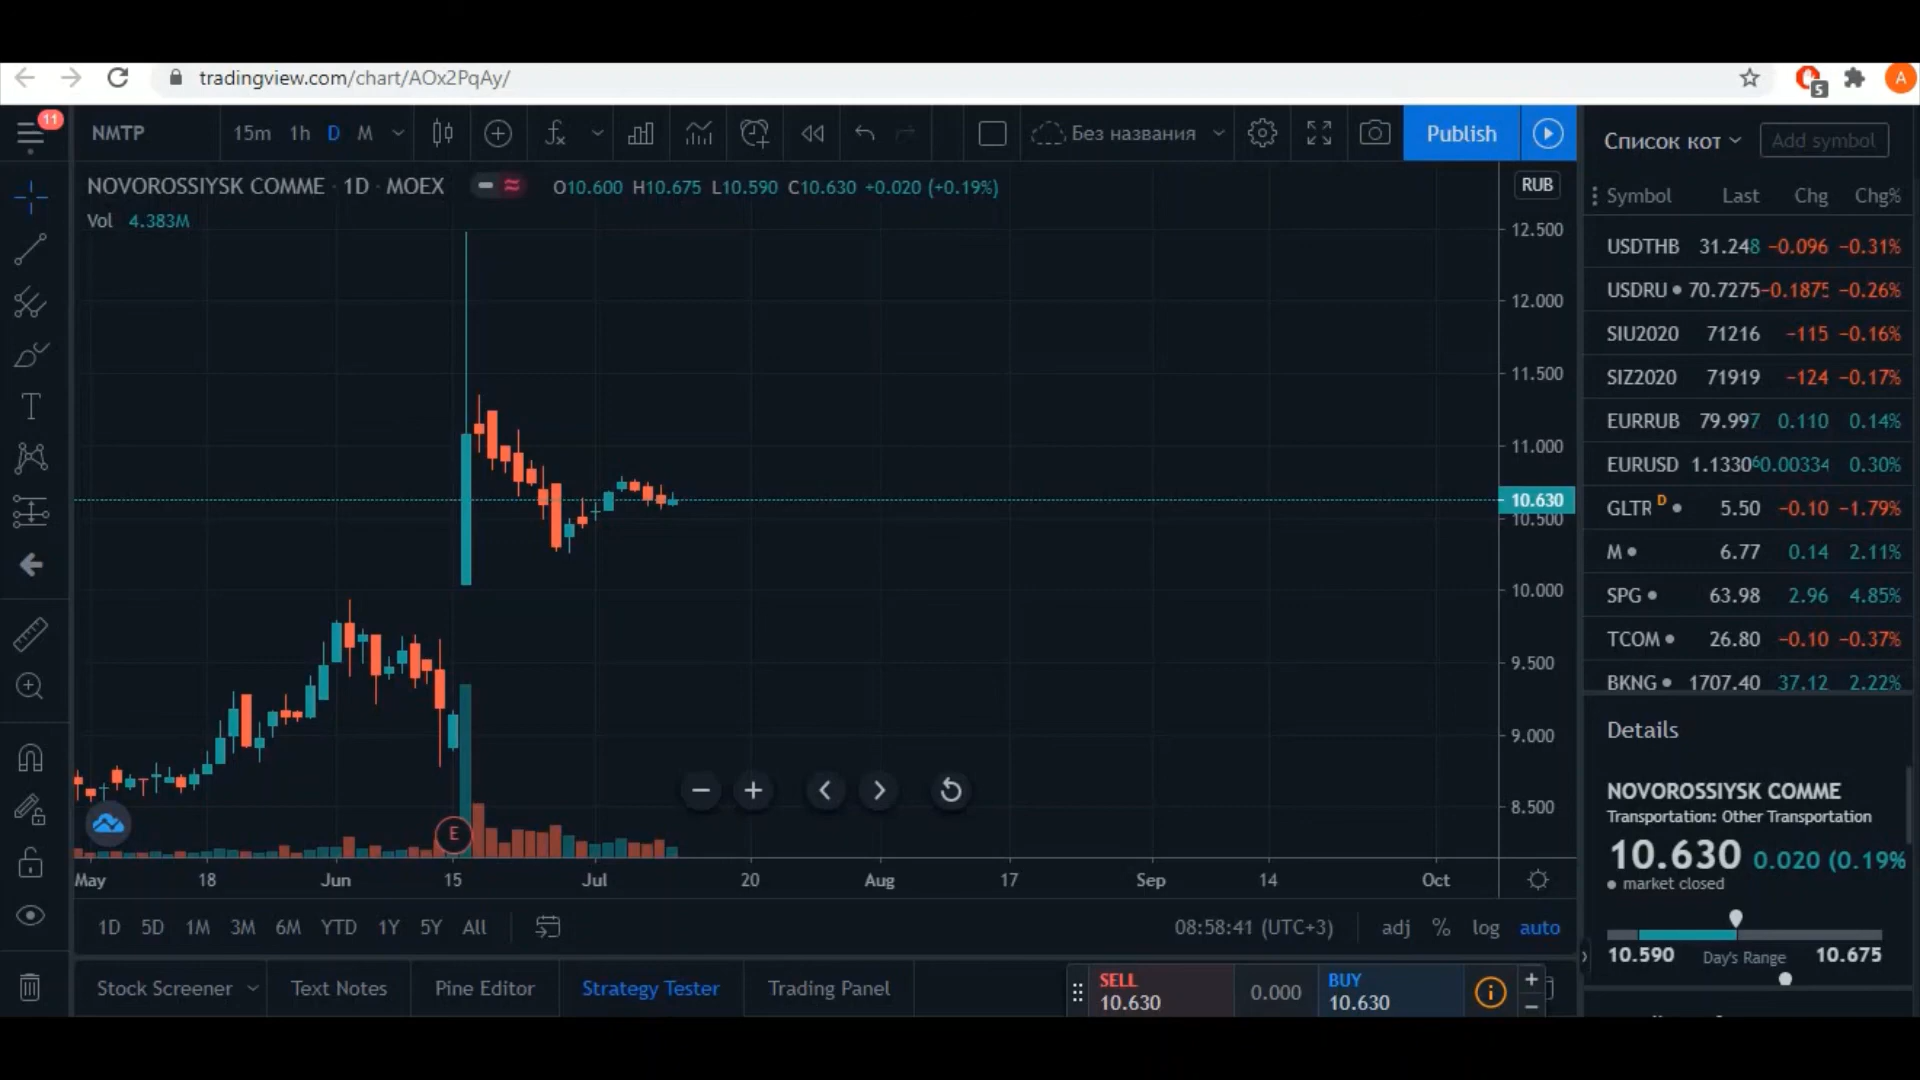 tradingview.com/chart/AOx2PqAy/
5
A
11
NMTP
15m 1h D M
Без названия
Publish
Список кот
Add symbol
NOVOROSSIYSK COMME · 1D · MOEX
O10.600 H10.675 L10.590 C10.630 +0.020 (+0.19%)
RUB
Vol 4.383M
Symbol Last Chg Chg%
12.500
12.000
11.500
11.000
10.630
10.500
10.000
9.500
9.000
8.500
USDTHB 31.248 −0.096 −0.31%
USDRU 70.7275 −0.1875 −0.26%
SIU2020 71216 −115 −0.16%
SIZ2020 71919 −124 −0.17%
EURRUB 79.997 0.110 0.14%
EURUSD 1.13306 0.00334 0.30%
GLTR D 5.50 −0.10 −1.79%
M 6.77 0.14 2.11%
SPG 63.98 2.96 4.85%
TCOM 26.80 −0.10 −0.37%
BKNG 1707.40 37.12 2.22%
Details
NOVOROSSIYSK COMME
Transportation: Other Transportation
10.630 0.020 (0.19%
market closed
10.590 Day's Range 10.675
E
May 18 Jun 15 Jul 20 Aug 17 Sep 14 Oct
1D 5D 1M 3M 6M YTD 1Y 5Y All
08:58:41 (UTC+3)
adj % log auto
Stock Screener
Text Notes
Pine Editor
Strategy Tester
Trading Panel
SELL
10.630
0.000
BUY
10.630